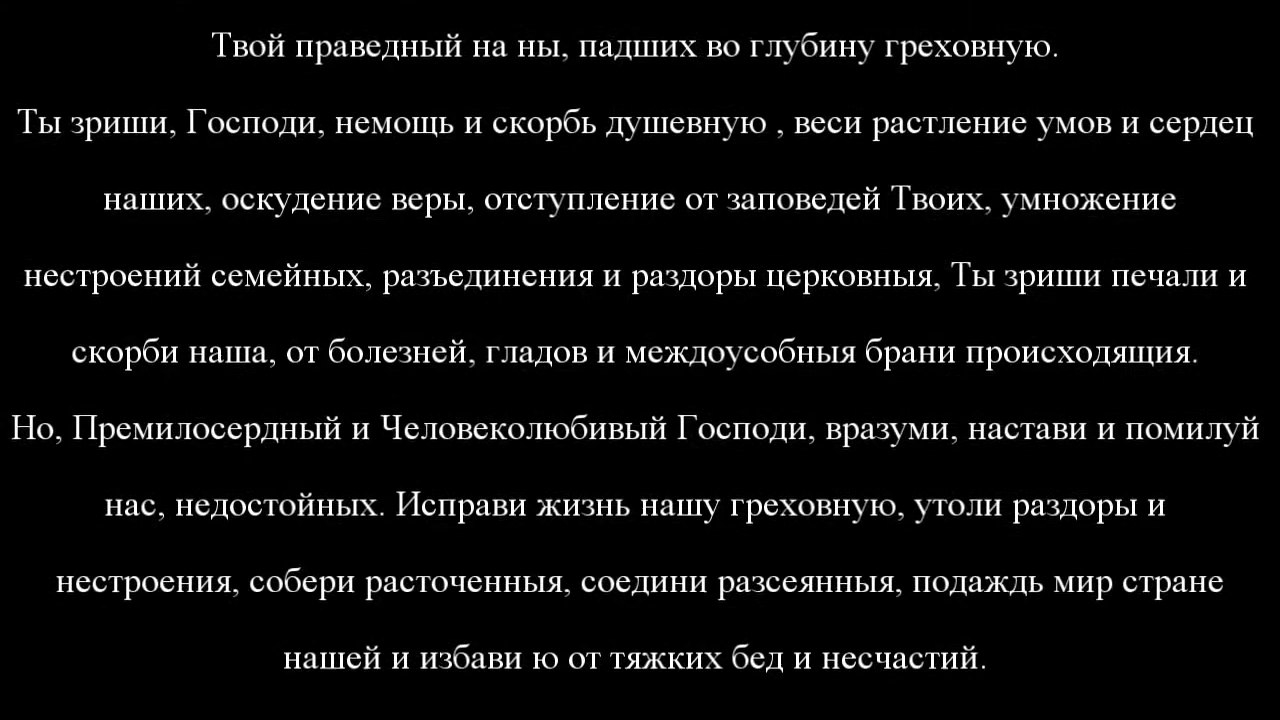 Твой праведный на ны, падших во глубину греховную.
Ты зриши, Господи, немощь и скорбь душевную , веси растление умов и сердец
наших, оскудение веры, отступление от заповедей Твоих, умножение
нестроений семейных, разъединения и раздоры церковныя, Ты зриши печали и
скорби наша, от болезней, гладов и междоусобныя брани происходящия.
Но, Премилосердный и Человеколюбивый Господи, вразуми, настави и помилуй
нас, недостойных. Исправи жизнь нашу греховную, утоли раздоры и
нестроения, собери расточенныя, соедини разсеянныя, подаждь мир стране
нашей и избави ю от тяжких бед и несчастий.